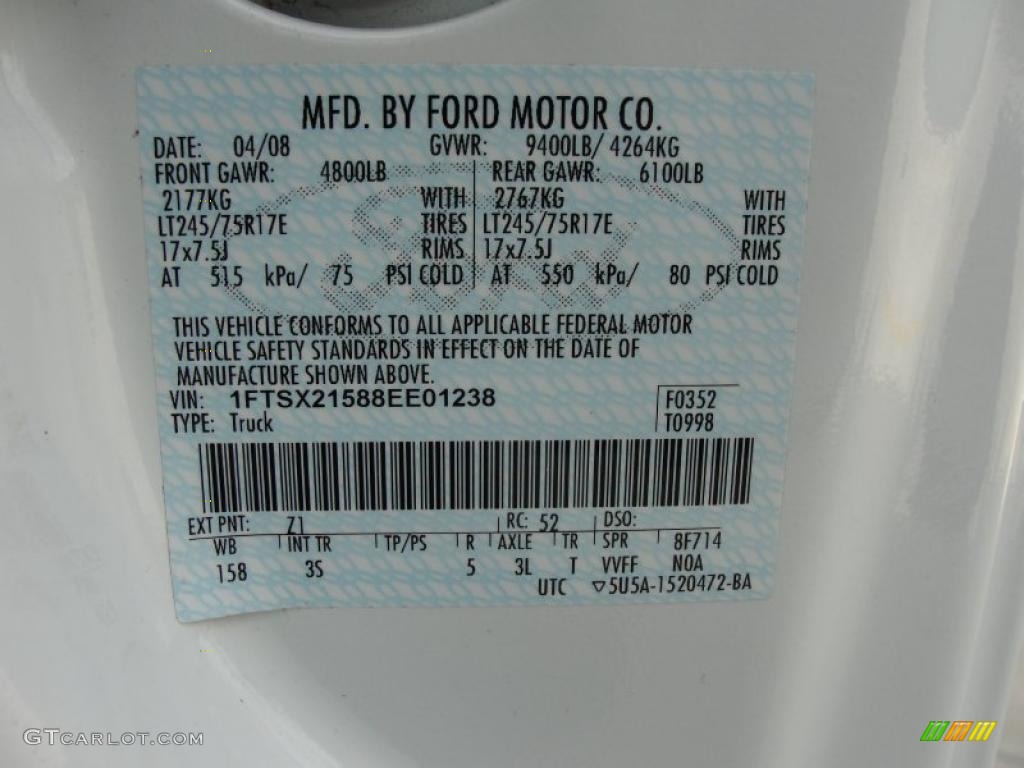 MFD. BY FORD MOTOR CO.
DATE: 04/08 GVWR: 9400LB/ 4264KG
FRONT GAWR: 4800LB REAR GAWR: 6100LB
2177KG WITH 2767KG WITH
LT245/75R17E TIRES LT245/75R17E TIRES
17x7.5J RIMS 17x7.5J RIMS
AT 515 kPa/ 75 PSI COLD AT 550 kPa/ 80 PSI COLD
THIS VEHICLE CONFORMS TO ALL APPLICABLE FEDERAL MOTOR
VEHICLE SAFETY STANDARDS IN EFFECT ON THE DATE OF
MANUFACTURE SHOWN ABOVE.
VIN: 1FTSX21588EE01238 F0352
TYPE: Truck T0998
EXT PNT: Z1 RC: 52 DSO:
WB INT TR TP/PS R AXLE TR SPR 8F714
158 3S 5 3L T VVFF NOA
UTC ▽5U5A-1520472-BA
GTCARLOT.COM